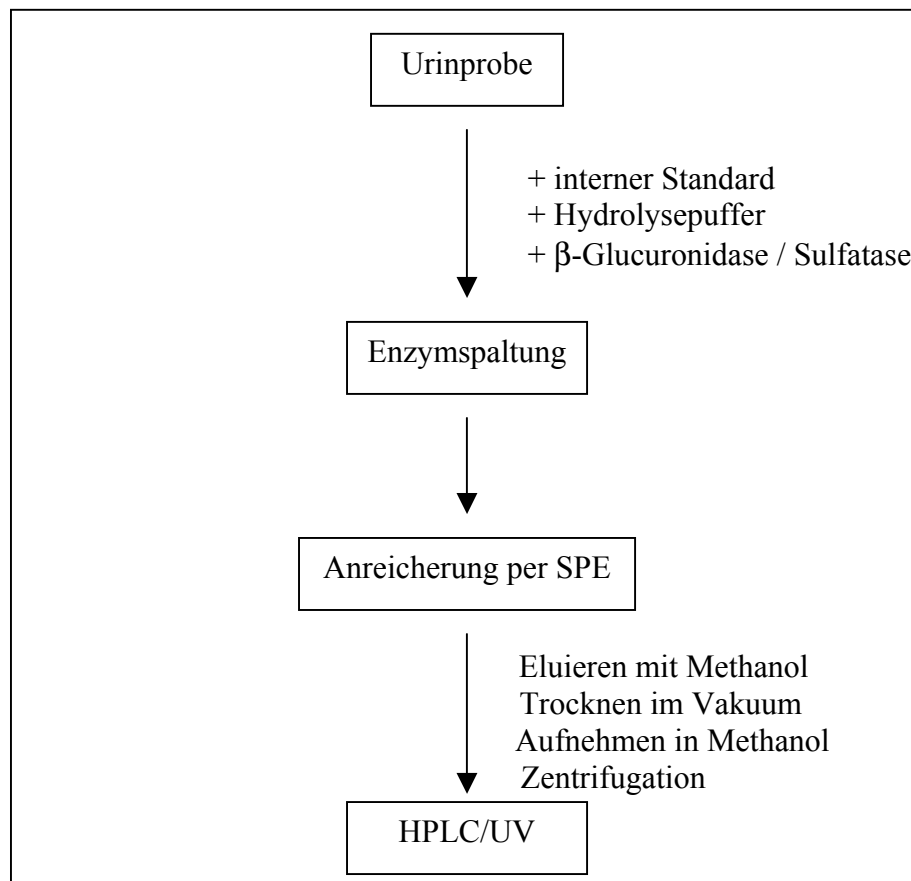 Urinprobe
+ interner Standard
+ Hydrolysepuffer
+ β-Glucuronidase / Sulfatase
Enzymspaltung
Anreicherung per SPE
Eluieren mit Methanol
Trocknen im Vakuum
Aufnehmen in Methanol
Zentrifugation
HPLC/UV